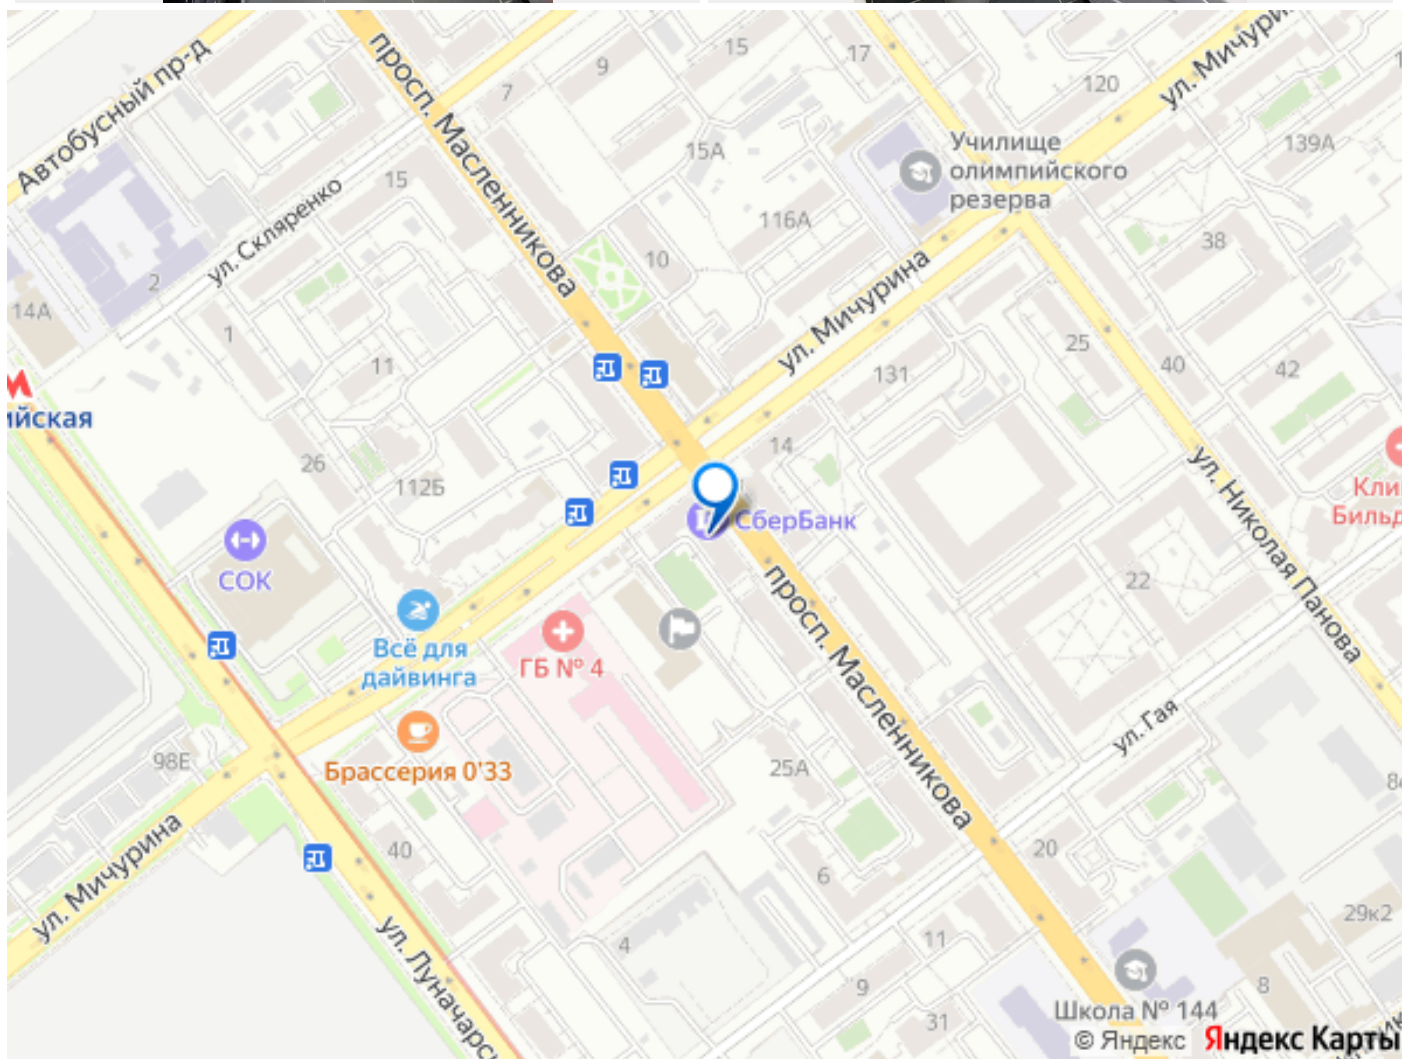 Автобусный пр-д
просп. Масленникова
15
17
9
7
120
ул. Мичурина
Училище
олимпийского
резерва
139А
15А
15
ул. Скляренко
116А
38
10
2
14А
1
ул. Мичурина
25
40
42
11
131
ийская
14
26
112Б
СберБанк
СОК
22
ул. Николая Панова
Всё для
дайвинга
ГБ № 4
просп. Масленникова
98Е
Брассерия 0'33
25А
ул. Гая
ул. Мичурина
40
20
6
29к2
4
11
ул. Луначарс
9
8
31
Школа № 144
© Яндекс
Яндекс Карты